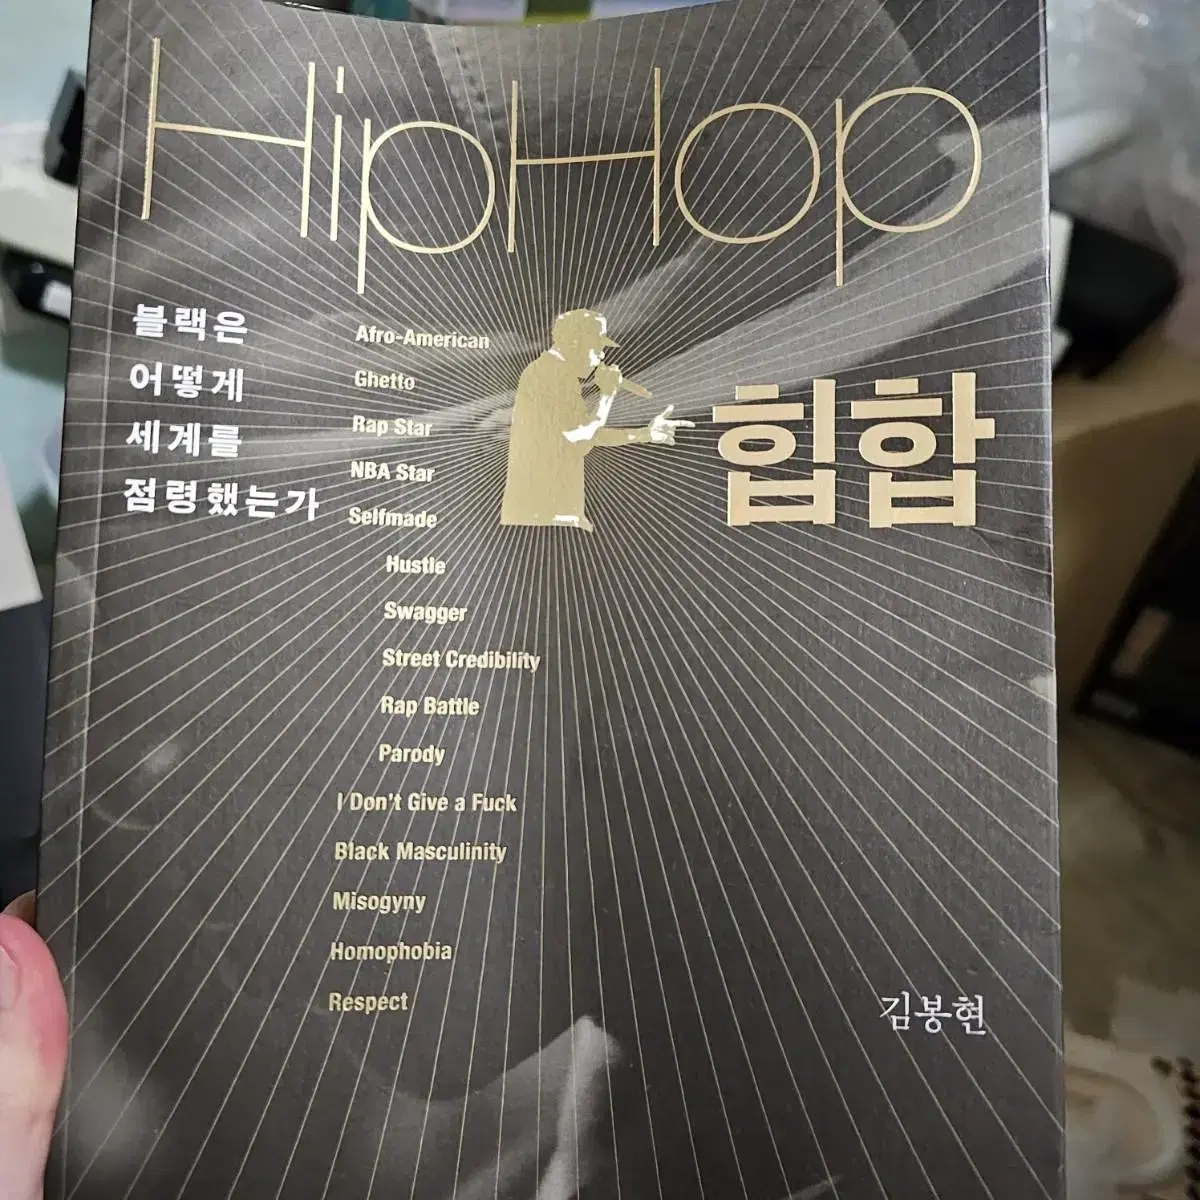 HipHop
블랙은
어떻게
세계를
점령했는가
Afro-American
Ghetto
Rap Star
NBA Star
Selfmade
Hustle
Swagger
Street Credibility
Rap Battle
Parody
I Don't Give a Fuck
Black Masculinity
Misogyny
Homophobia
Respect
힙합
김봉현